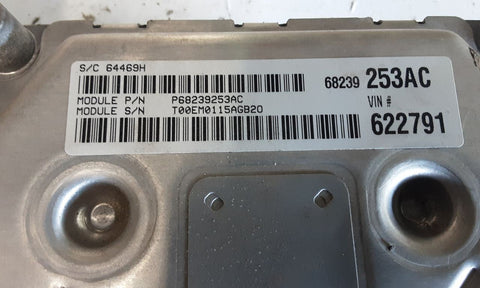 S/C 64469H
68239 253AC
MODULE P/N P68239253AC
MODULE S/N T00EM0115AGB20
VIN #
622791